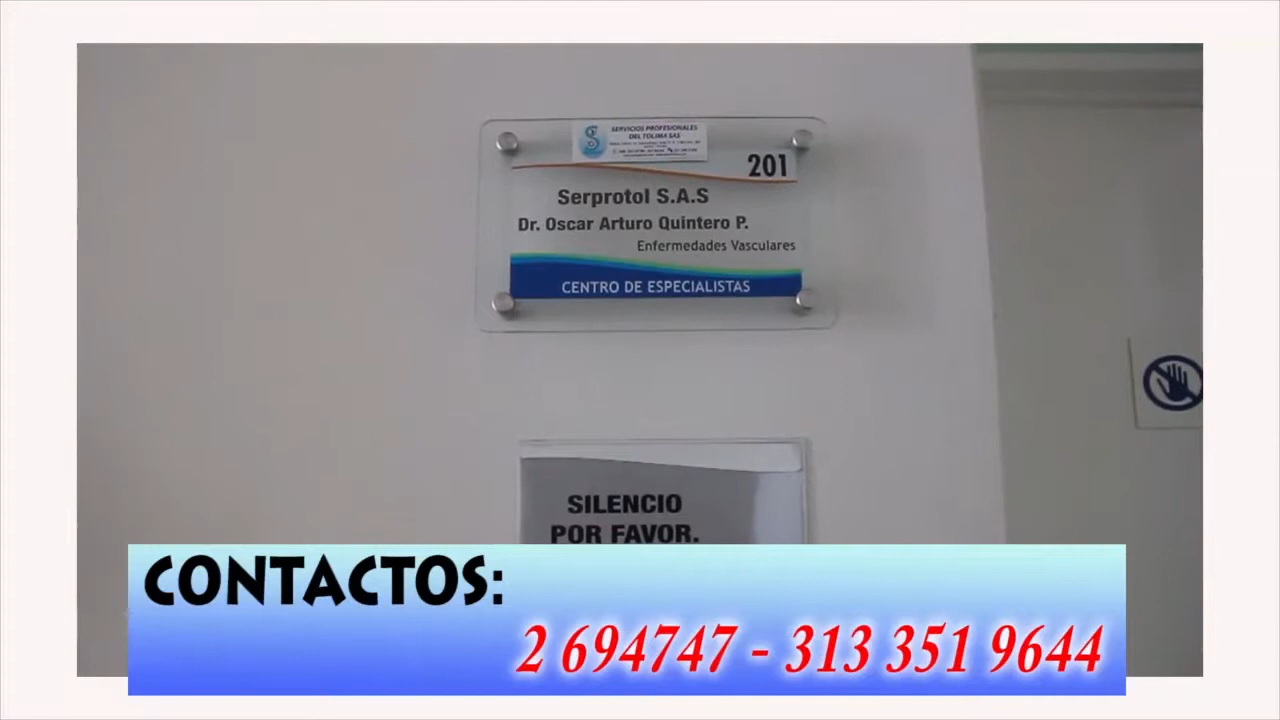 SERVICIOS PROFESIONALES
DEL TOLIMA SAS
201
Serprotol S.A.S
Dr. Oscar Arturo Quintero P.
Enfermedades Vasculares
CENTRO DE ESPECIALISTAS
SILENCIO
POR FAVOR.
CONTACTOS:
2 694747 - 313 351 9644